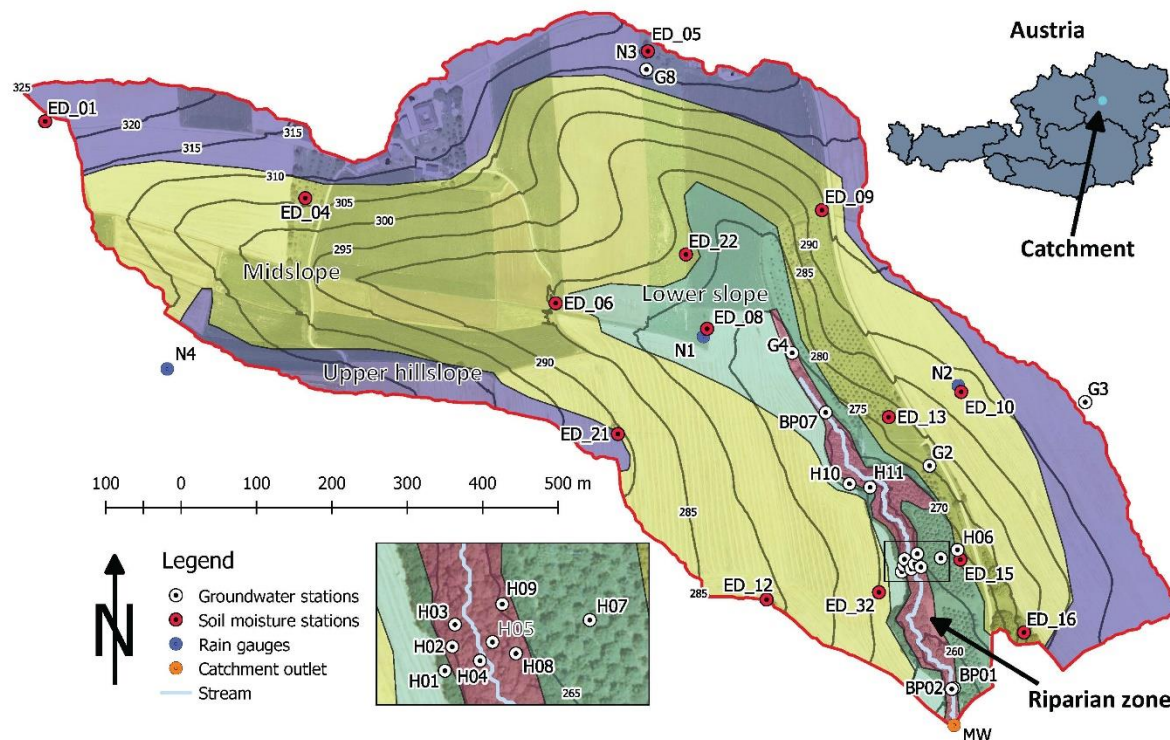 Austria
Catchment
ED_05
N3
G8
325
ED_01
320
315
315
310
ED_04
305
300
295
Midslope
ED_09
290
285
ED_22
Lower slope
ED_06
ED_08
N1
G4
280
N4
290
Upper hillslope
N2
ED_10
G3
275
ED_13
BP07
ED_21
G2
H10
H11
270
100 0 100 200 300 400 500 m
285
H06
ED_15
Legend
Groundwater stations
Soil moisture stations
Rain gauges
Catchment outlet
Stream
N
H09
H03
H05
H07
H02
H04
H08
H01
265
285
ED_12
ED_32
ED_16
260
BP02
BP01
Riparian zone
MW